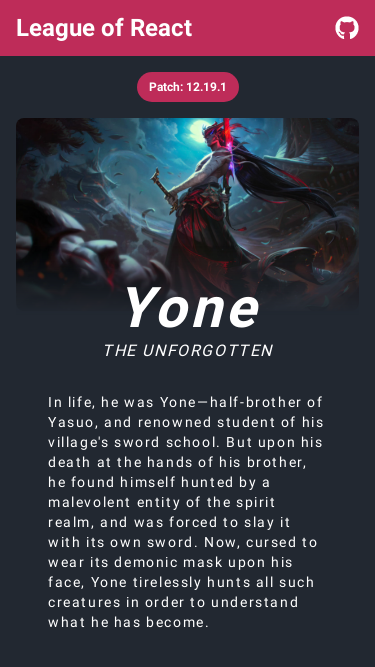 League of React
Patch: 12.19.1
Yone
THE UNFORGOTTEN
In life, he was Yone—half-brother of
Yasuo, and renowned student of his
village's sword school. But upon his
death at the hands of his brother,
he found himself hunted by a
malevolent entity of the spirit
realm, and was forced to slay it
with its own sword. Now, cursed to
wear its demonic mask upon his
face, Yone tirelessly hunts all such
creatures in order to understand
what he has become.